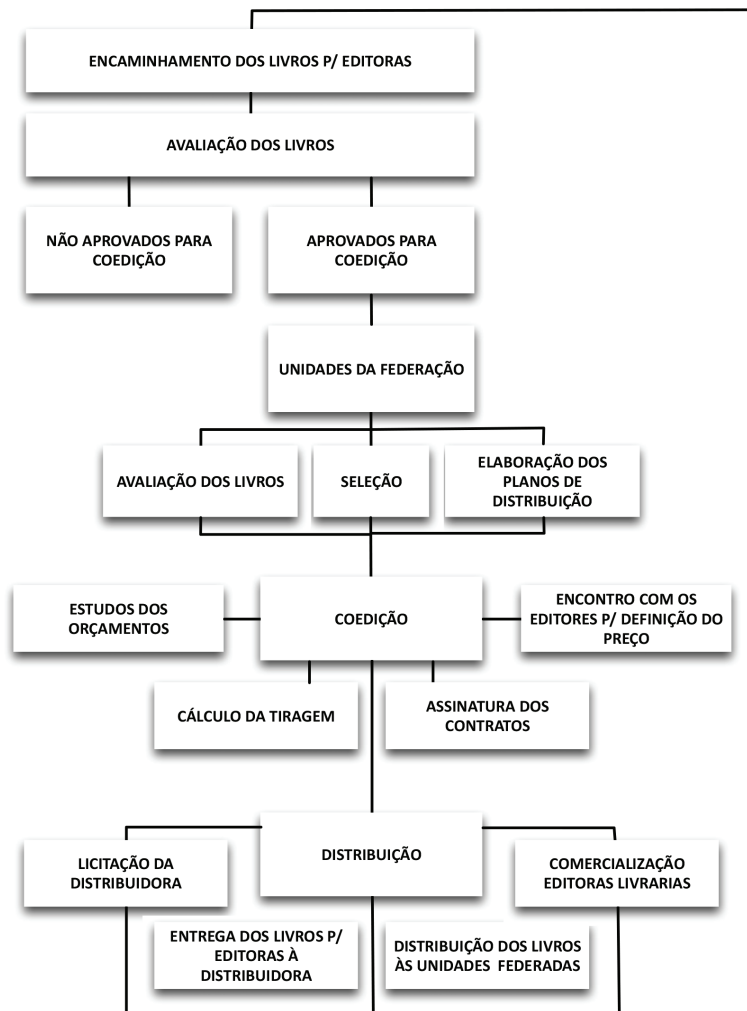 ENCAMINHAMENTO DOS LIVROS P/ EDITORAS
AVALIAÇÃO DOS LIVROS
NÃO APROVADOS PARA
COEDIÇÃO
APROVADOS PARA
COEDIÇÃO
UNIDADES DA FEDERAÇÃO
AVALIAÇÃO DOS LIVROS
SELEÇÃO
ELABORAÇÃO DOS
PLANOS DE
DISTRIBUIÇÃO
ESTUDOS DOS
ORÇAMENTOS
COEDIÇÃO
ENCONTRO COM OS
EDITORES P/ DEFINIÇÃO DO
PREÇO
CÁLCULO DA TIRAGEM
ASSINATURA DOS
CONTRATOS
LICITAÇÃO DA
DISTRIBUIDORA
DISTRIBUIÇÃO
COMERCIALIZAÇÃO
EDITORAS LIVRARIAS
ENTREGA DOS LIVROS P/
EDITORAS À
DISTRIBUIDORA
DISTRIBUIÇÃO DOS LIVROS
ÀS UNIDADES FEDERADAS